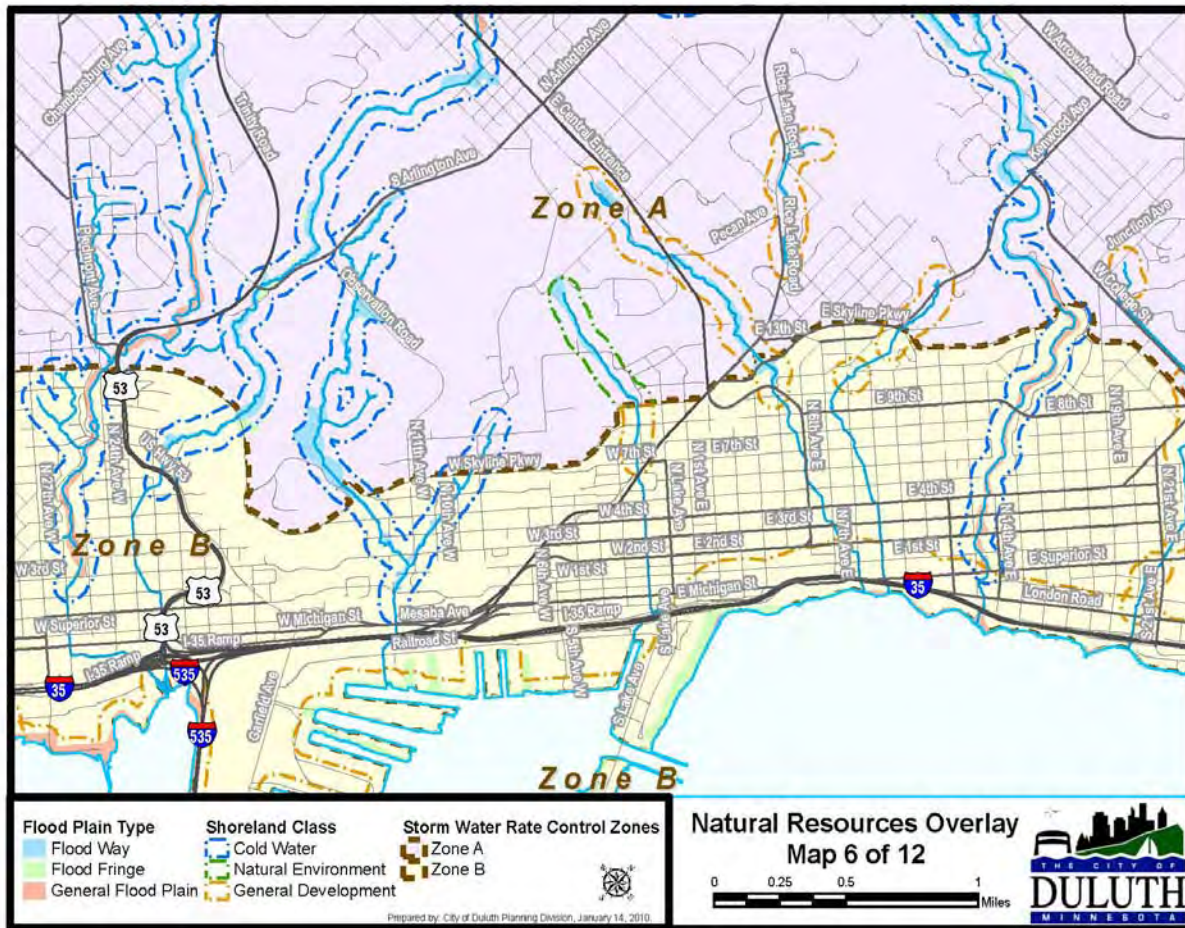 Chambersburg Ave
Trinity Road
N Arlington Ave
E Central Entrance
Rice Lake Road
W Arrowhead Road
Kenwood Ave
S Arlington Ave
Zone A
Pecan Ave
Rice Lake Road
Junction Ave
Piedmont Ave
Observation Road
W College St
E Skyline Pkwy
E 13th St
53
N 24th Ave W
US Hwy 53
N 11th Ave W
W Skyline Pkwy
N 10th Ave W
W 7th St
E 7th St
N 6th Ave E
E 9th St
E 8th St
N 19th Ave E
N 27th Ave W
N Lake Ave
N 1st Ave E
E 4th St
W 4th St
E 3rd St
W 3rd St
N 21st Ave E
Zone B
W 2nd St
E 2nd St
N 7th Ave E
E 1st St
N 14th Ave E
E Superior St
W 3rd St
W 1st St
N 6th Ave W
53
E Michigan St
35
London Road
W Superior St
W Michigan St
Mesaba Ave
I-35 Ramp
53
I-35 Ramp
Railroad St
S 5th Ave W
S Lake Ave
S 21st Ave E
I-35 Ramp
35
535
Garfield Ave
S Lake Ave
535
Zone B
Flood Plain Type
Flood Way
Flood Fringe
General Flood Plain
Shoreland Class
Cold Water
Natural Environment
General Development
Storm Water Rate Control Zones
Zone A
Zone B
Prepared by: City of Duluth Planning Division, January 14, 2010.
Natural Resources Overlay
Map 6 of 12
0 0.25 0.5 1
Miles
THE CITY OF
DULUTH
MINNESOTA